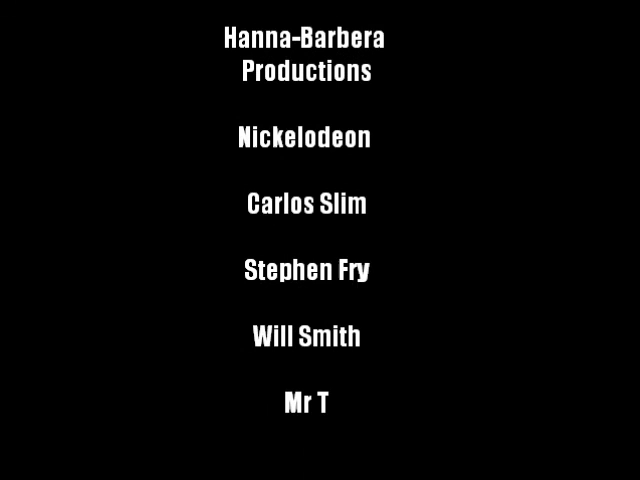 Hanna-Barbera
Productions
Nickelodeon
Carlos Slim
Stephen Fry
Will Smith
Mr T